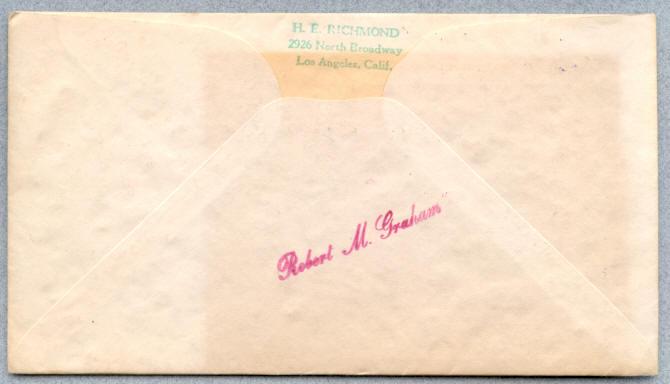 H. E. RICHMOND
2926 North Broadway
Los Angeles, Calif.
Robert M. Graham